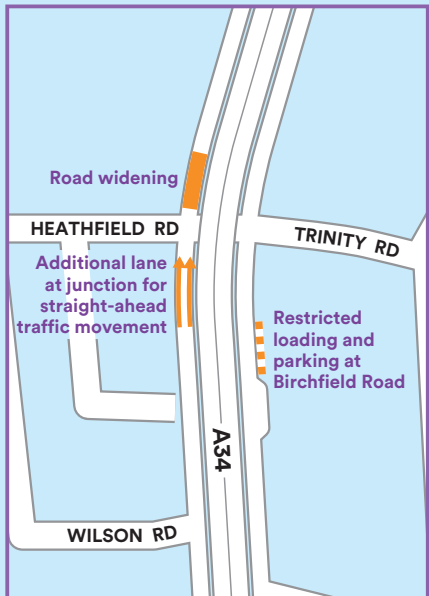 Road widening
HEATHFIELD RD
TRINITY RD
Additional lane
at junction for
straight-ahead
traffic movement
Restricted
loading and
parking at
Birchfield Road
A34
WILSON RD